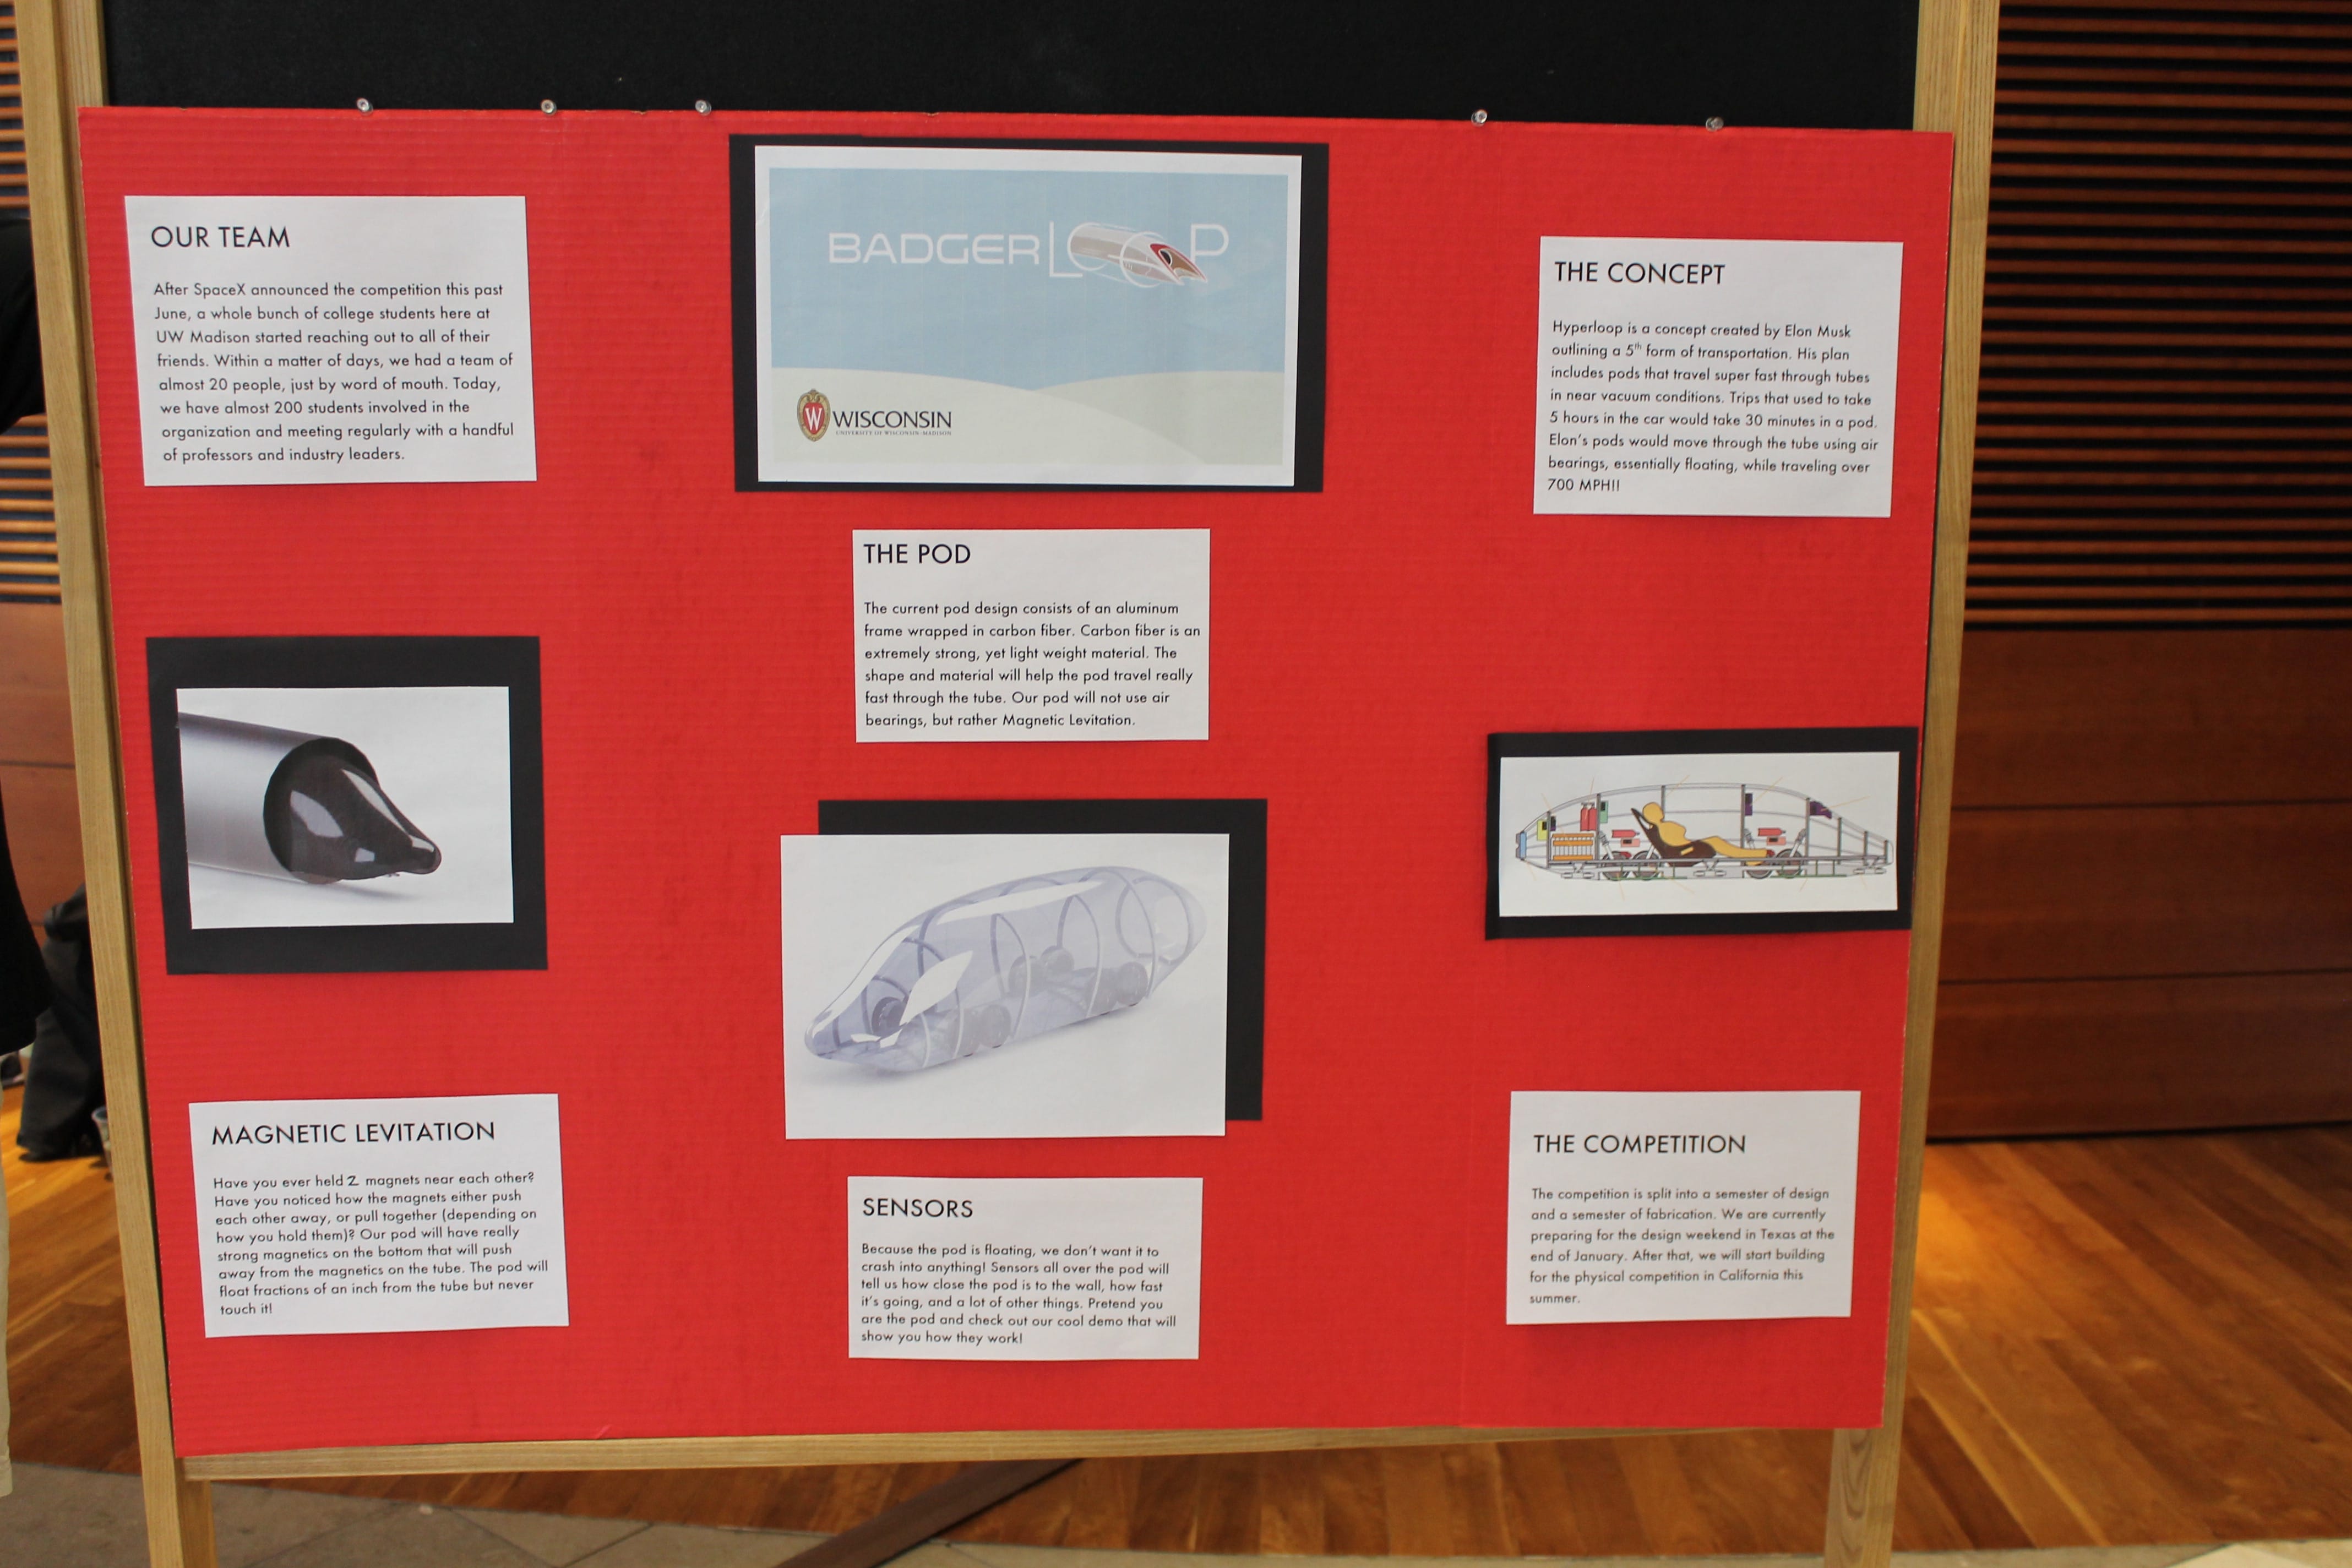 OUR TEAM
After SpaceX announced the competition this past
June, a whole bunch of college students here at
UW Madison started reaching out to all of their
friends. Within a matter of days, we had a team of
almost 20 people, just by word of mouth. Today,
we have almost 200 students involved in the
organization and meeting regularly with a handful
of professors and industry leaders.
BADGERLOOP
W WISCONSIN
UNIVERSITY OF WISCONSIN-MADISON
THE CONCEPT
Hyperloop is a concept created by Elon Musk
outlining a 5th form of transportation. His plan
includes pods that travel super fast through tubes
in near vacuum conditions. Trips that used to take
5 hours in the car would take 30 minutes in a pod.
Elon's pods would move through the tube using air
bearings, essentially floating, while traveling over
700 MPH!!
THE POD
The current pod design consists of an aluminum
frame wrapped in carbon fiber. Carbon fiber is an
extremely strong, yet light weight material. The
shape and material will help the pod travel really
fast through the tube. Our pod will not use air
bearings, but rather Magnetic Levitation.
MAGNETIC LEVITATION
Have you ever held 2 magnets near each other?
Have you noticed how the magnets either push
each other away, or pull together (depending on
how you hold them)? Our pod will have really
strong magnetics on the bottom that will push
away from the magnetics on the tube. The pod will
float fractions of an inch from the tube but never
touch it!
SENSORS
Because the pod is floating, we don't want it to
crash into anything! Sensors all over the pod will
tell us how close the pod is to the wall, how fast
it's going, and a lot of other things. Pretend you
are the pod and check out our cool demo that will
show you how they work!
THE COMPETITION
The competition is split into a semester of design
and a semester of fabrication. We are currently
preparing for the design weekend in Texas at the
end of January. After that, we will start building
for the physical competition in California this
summer.